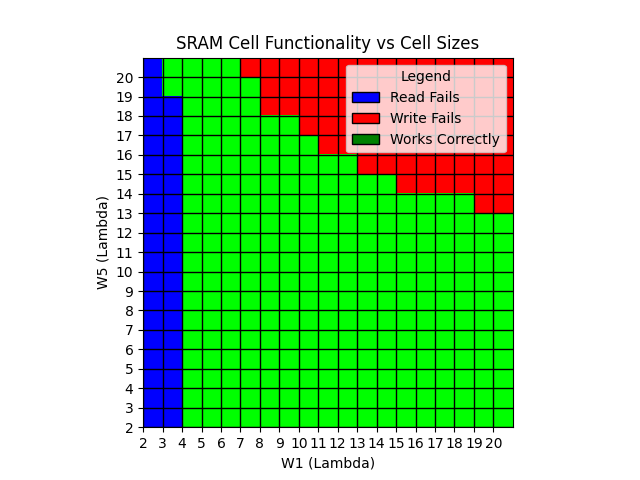 SRAM Cell Functionality vs Cell Sizes
Legend
Read Fails
Write Fails
Works Correctly
W5 (Lambda)
20
19
18
17
16
15
14
13
12
11
10
9
8
7
6
5
4
3
2
2 3 4 5 6 7 8 9 10 11 12 13 14 15 16 17 18 19 20
W1 (Lambda)